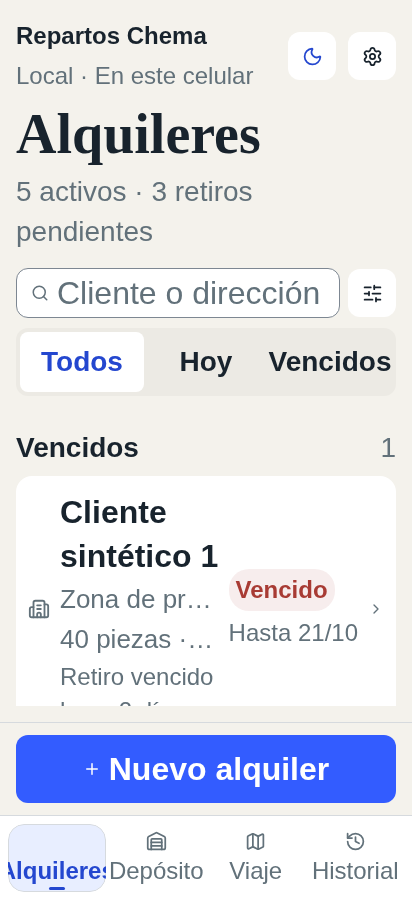 Repartos Chema
Local · En este celular
Alquileres
5 activos · 3 retiros
pendientes
Cliente o dirección
Todos Hoy Vencidos
Vencidos 1
Cliente
sintético 1
Zona de pr…
40 piezas ·…
Retiro vencido
Vencido
Hasta 21/10
+ Nuevo alquiler
Alquileres Depósito Viaje Historial